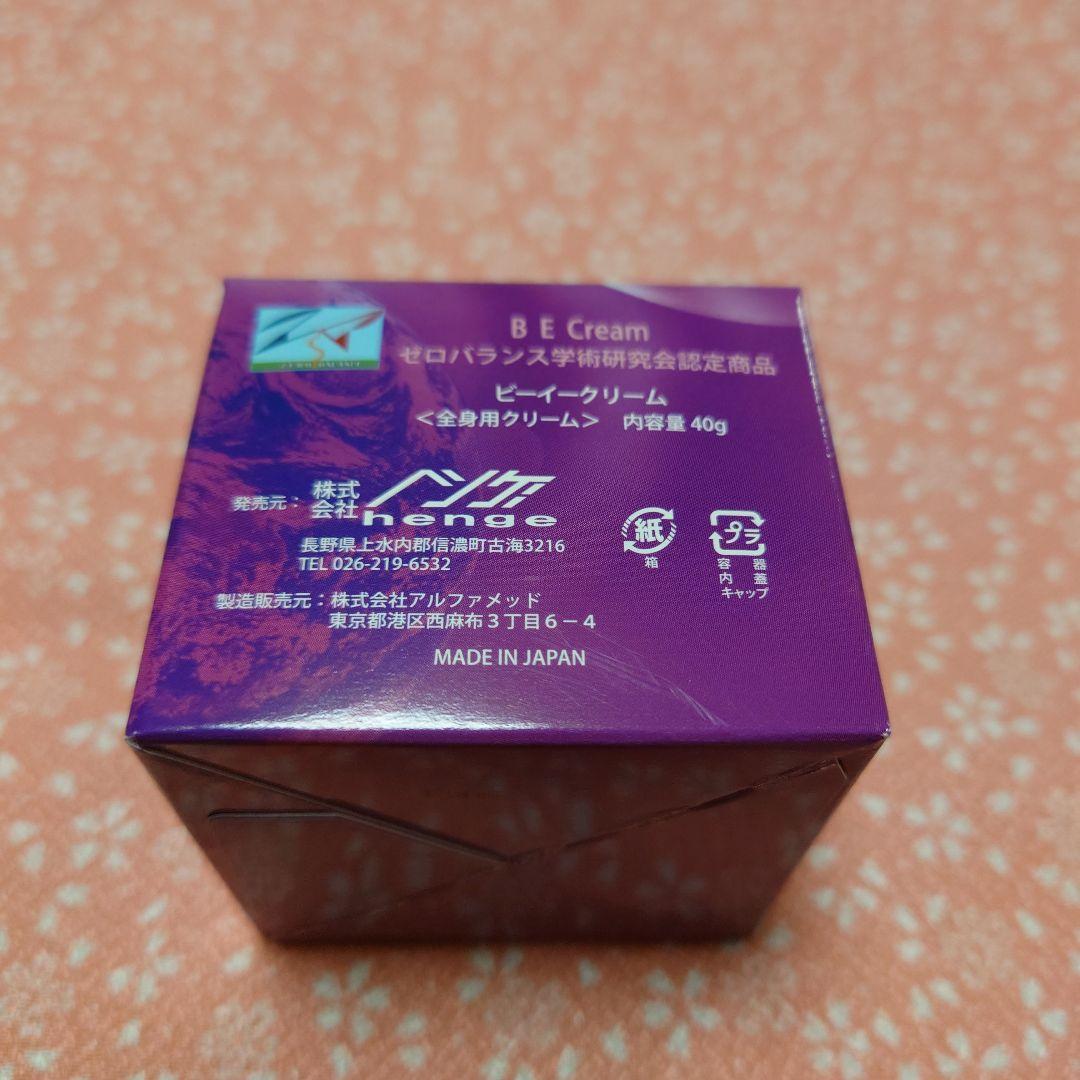 ZERO BALANCE
B E Cream
ゼロバランス学術研究会認定商品
ビーイークリーム
<全身用クリーム> 内容量 40g
発売元: 株式会社 ヘンゲ
henge
長野県上水内郡信濃町古海3216
TEL 026-219-6532
紙
箱
プラ
容器
内蓋
キャップ
製造販売元:株式会社アルファメッド
東京都港区西麻布3丁目6-4
MADE IN JAPAN